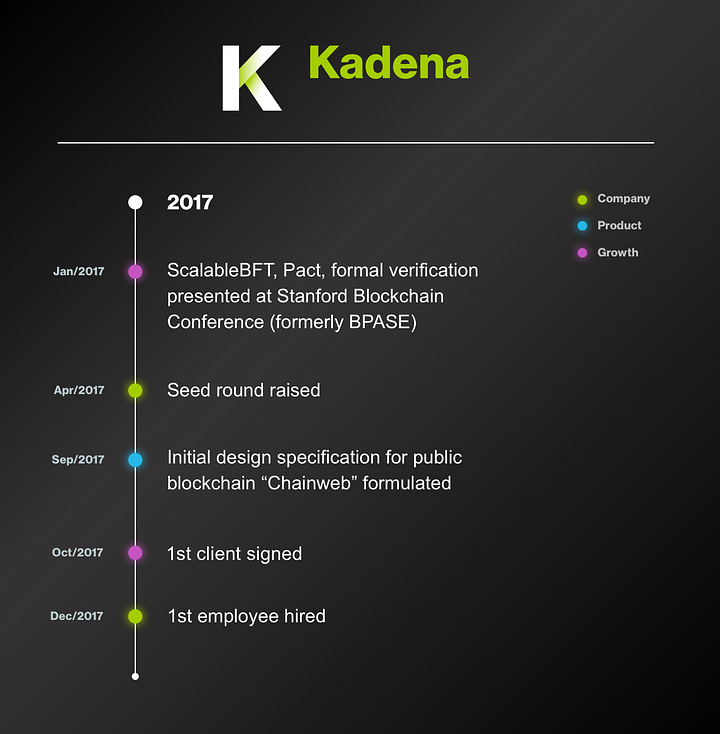 K Kadena
2017
Company
Product
Growth
Jan/2017
ScalableBFT, Pact, formal verification
presented at Stanford Blockchain
Conference (formerly BPASE)
Apr/2017
Seed round raised
Sep/2017
Initial design specification for public
blockchain “Chainweb” formulated
Oct/2017
1st client signed
Dec/2017
1st employee hired